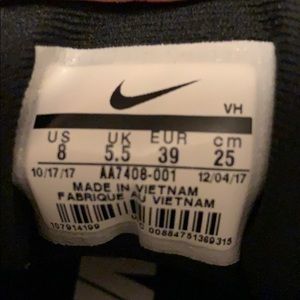 VH
US UK EUR cm
8 5.5 39 25
10/17/17 AA7408-001 12/04/17
MADE IN VIETNAM
FABRIQUE AU VIETNAM
107914199 00884751369315